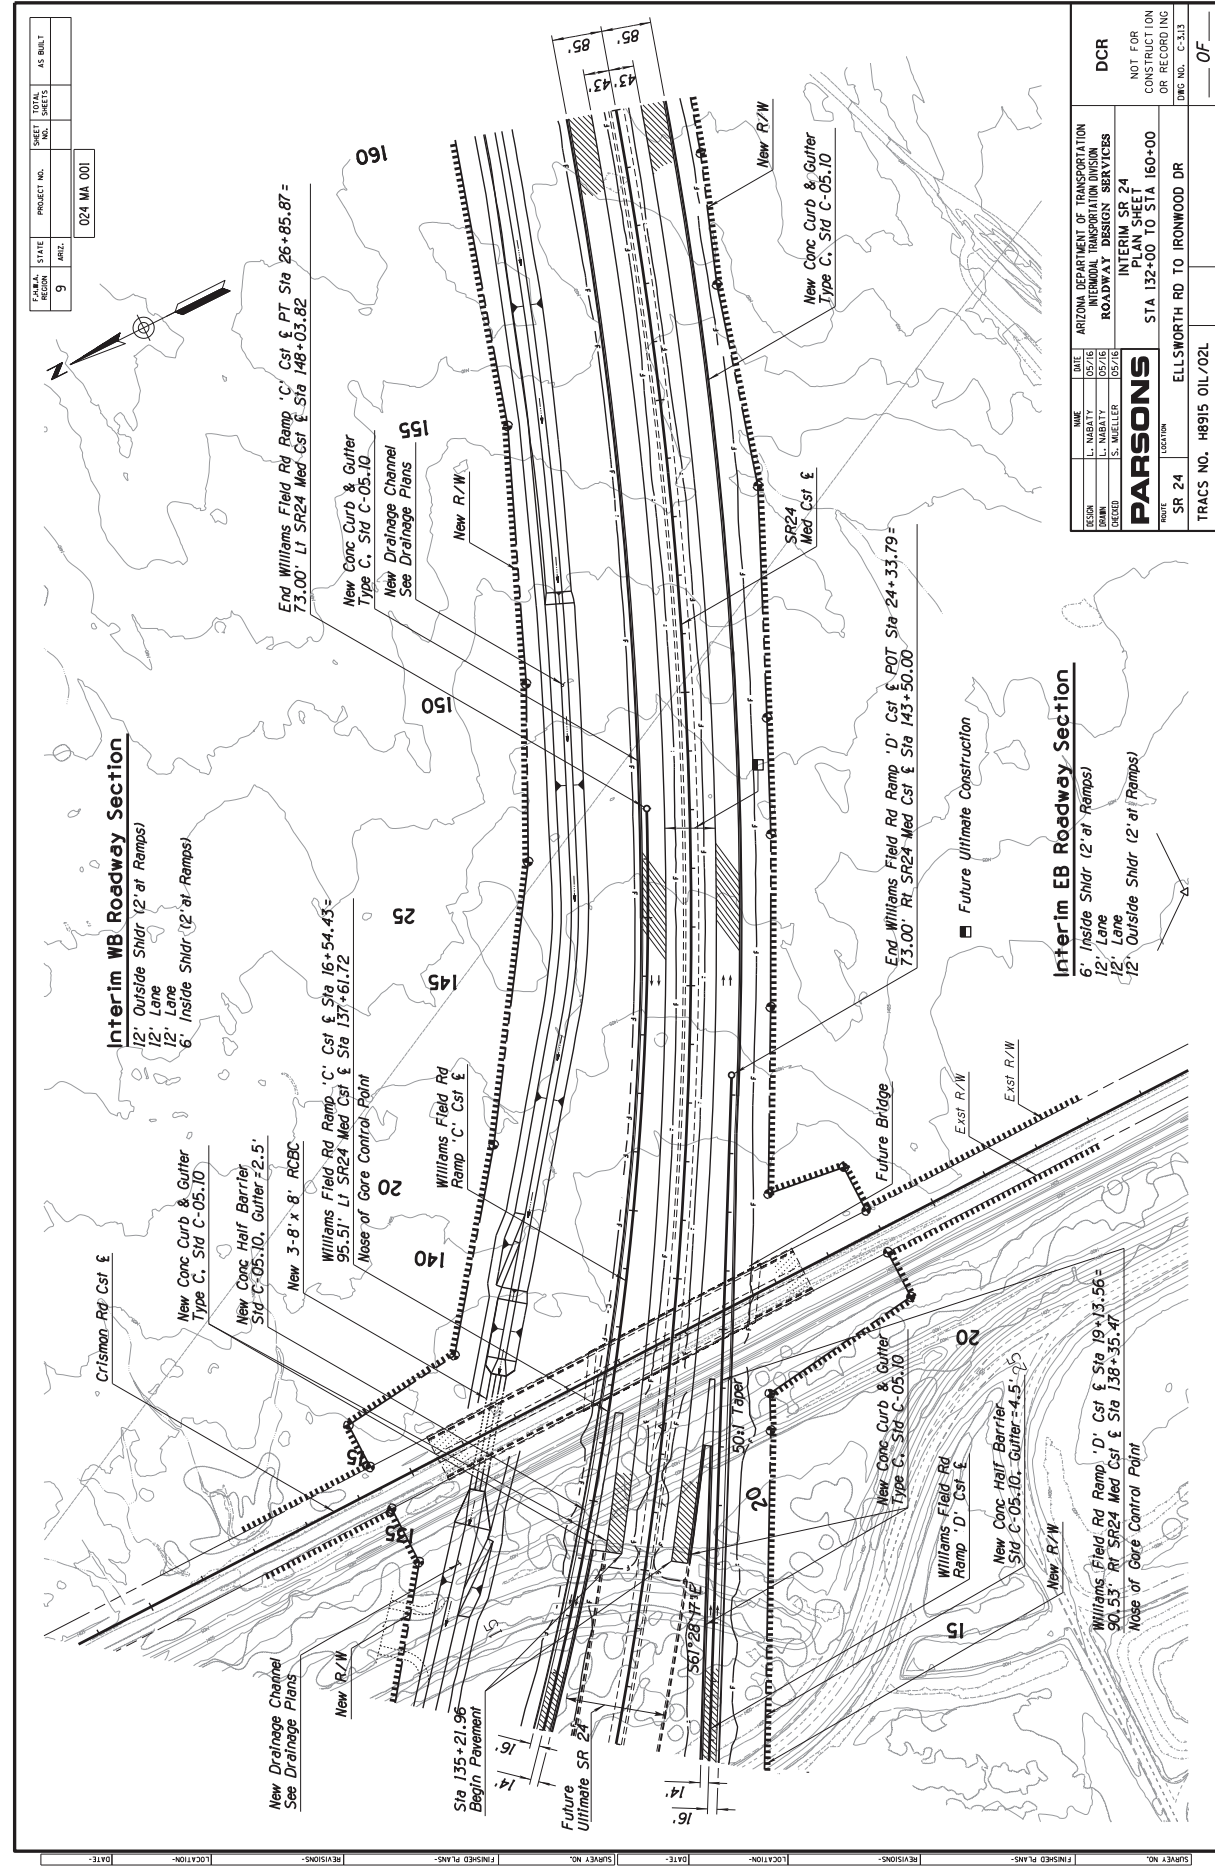 F.H.W.A. REGION
STATE
PROJECT NO.
SHEET NO.
TOTAL SHEETS
AS BUILT
9
ARIZ.
024 MA 001
N
160
155
150
145
140
135
25
20
15
20
20
15
85'
85'
43'
43'
Interim WB Roadway Section
12' Outside Shldr (2' at Ramps)
12' Lane
12' Lane
6' Inside Shldr (2' at Ramps)
End Williams Field Rd Ramp 'C' Cst ℄ PT Sta 26+85.87=
73.00' Lt SR24 Med Cst ℄ Sta 148+03.82
New Conc Curb & Gutter
Type C, Std C-05.10
New Drainage Channel
See Drainage Plans
New R/W
New R/W
New Conc Curb & Gutter
Type C, Std C-05.10
SR24
Med Cst ℄
Williams Field Rd Ramp 'C' Cst ℄ Sta 16+54.43=
95.51' Lt SR24 Med Cst ℄ Sta 137+61.72
Nose of Gore Control Point
Williams Field Rd
Ramp 'C' Cst ℄
Crismon Rd Cst ℄
New Conc Curb & Gutter
Type C, Std C-05.10
New Conc Half Barrier
Std C-05.10, Gutter=2.5'
New 3-8' x 8' RCBC
End Williams Field Rd Ramp 'D' Cst ℄ POT Sta 24+33.79=
73.00' Rt SR24 Med Cst ℄ Sta 143+50.00
Future Ultimate Construction
Interim EB Roadway Section
6' Inside Shldr (2' at Ramps)
12' Lane
12' Lane
12' Outside Shldr (2' at Ramps)
Future Bridge
Exst R/W
Exst R/W
New Drainage Channel
See Drainage Plans
New R/W
Sta 135+21.96
Begin Pavement
Future
Ultimate SR 24
16'
14'
14'
16'
S61°28'17"E
50:1 Taper
New Conc Curb & Gutter
Type C, Std C-05.10
Williams Field Rd
Ramp 'D' Cst ℄
New Conc Half Barrier
Std C-05.10, Gutter=4.5'
New R/W
Williams Field Rd Ramp 'D' Cst ℄ Sta 19+13.56=
90.53' Rt SR24 Med Cst ℄ Sta 138+35.47
Nose of Gore Control Point
NAME
DATE
DESIGN L. NABATY 05/16
DRAWN L. NABATY 05/16
CHECKED S. MUELLER 05/16
PARSONS
ARIZONA DEPARTMENT OF TRANSPORTATION
INTERMODAL TRANSPORTATION DIVISION
ROADWAY DESIGN SERVICES
INTERIM SR 24
PLAN SHEET
STA 132+00 TO STA 160+00
DCR
NOT FOR
CONSTRUCTION
OR RECORDING
ROUTE
SR 24
LOCATION
ELLSWORTH RD TO IRONWOOD DR
DWG NO. C-3.13
TRACS NO. H8915 01L/02L
OF
SURVEY NO.
FINISHED PLANS-
REVISIONS-
LOCATION-
DATE-
SURVEY NO.
FINISHED PLANS-
REVISIONS-
LOCATION-
DATE-